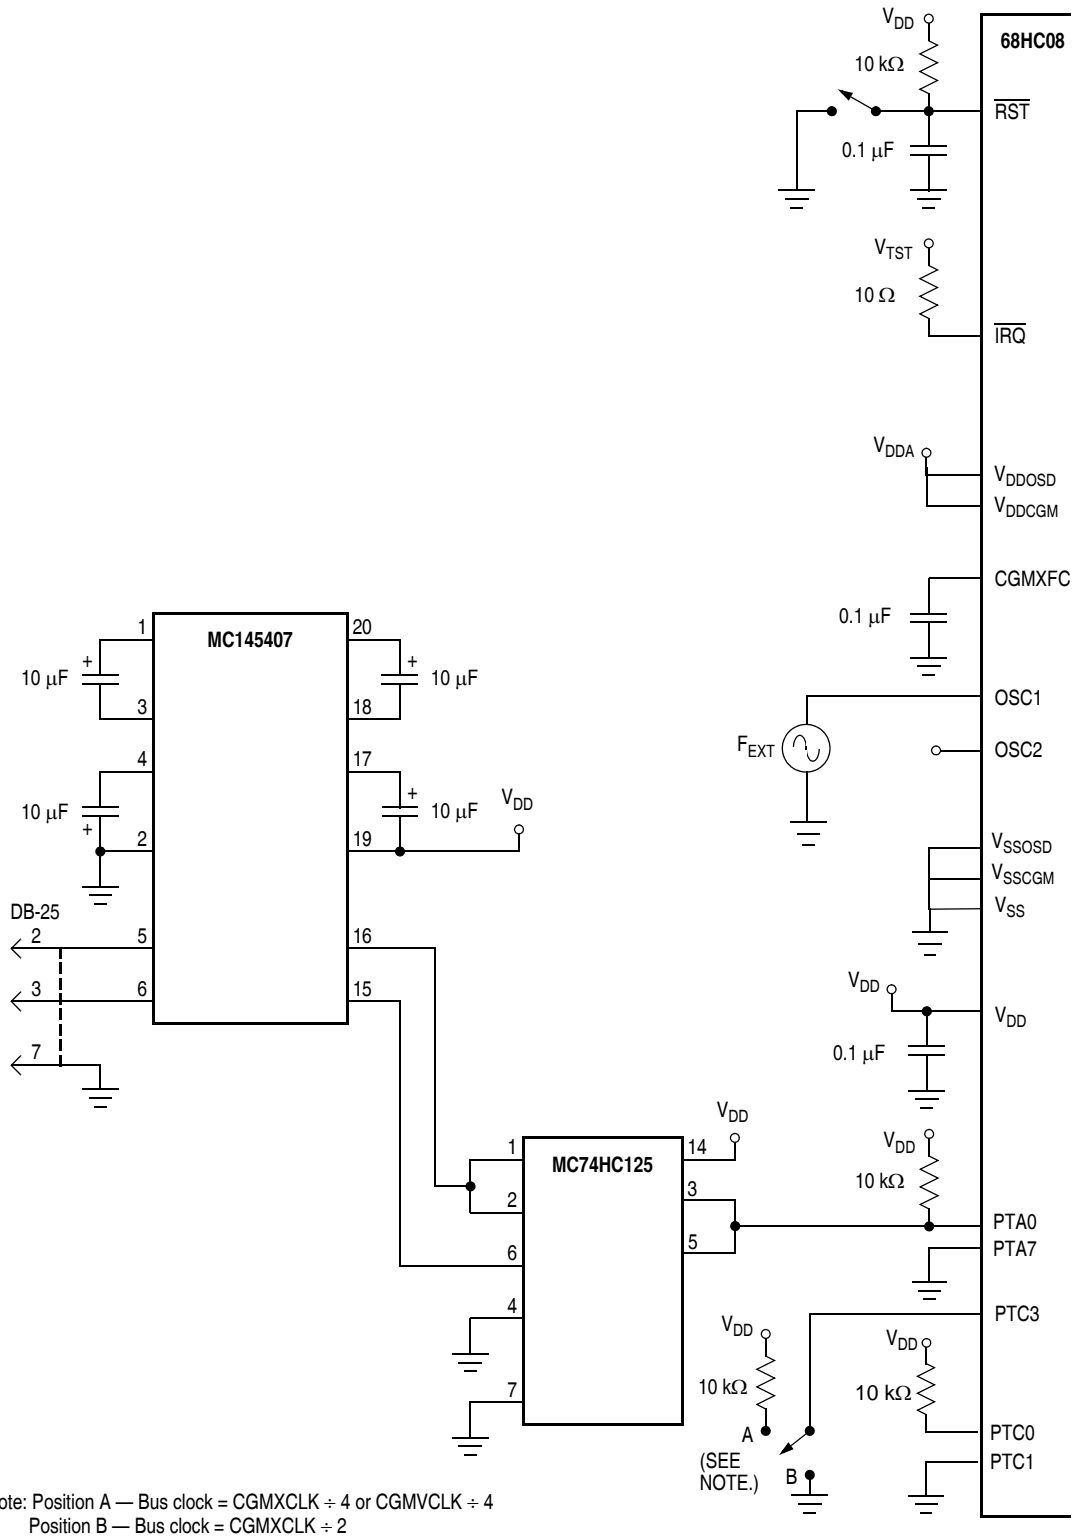 V_DD
68HC08
10 kΩ
RST
0.1 µF
V_TST
10 Ω
IRQ
V_DDA
V_DDOSD
V_DDCGM
CGMXFC
0.1 µF
OSC1
F_EXT
OSC2
V_SSOSD
V_SSCGM
V_SS
V_DD
V_DD
0.1 µF
1
MC145407
20
10 µF
+
+
10 µF
3
18
4
17
10 µF
+
+
10 µF
V_DD
2
19
DB-25
2
5
16
3
6
15
7
V_DD
1
MC74HC125
14
2
3
6
5
4
7
V_DD
10 kΩ
PTA0
PTA7
PTC3
V_DD
10 kΩ
A
(SEE
NOTE.)
B
V_DD
10 kΩ
PTC0
PTC1
ote: Position A — Bus clock = CGMXCLK ÷ 4 or CGMVCLK ÷ 4
Position B — Bus clock = CGMXCLK ÷ 2